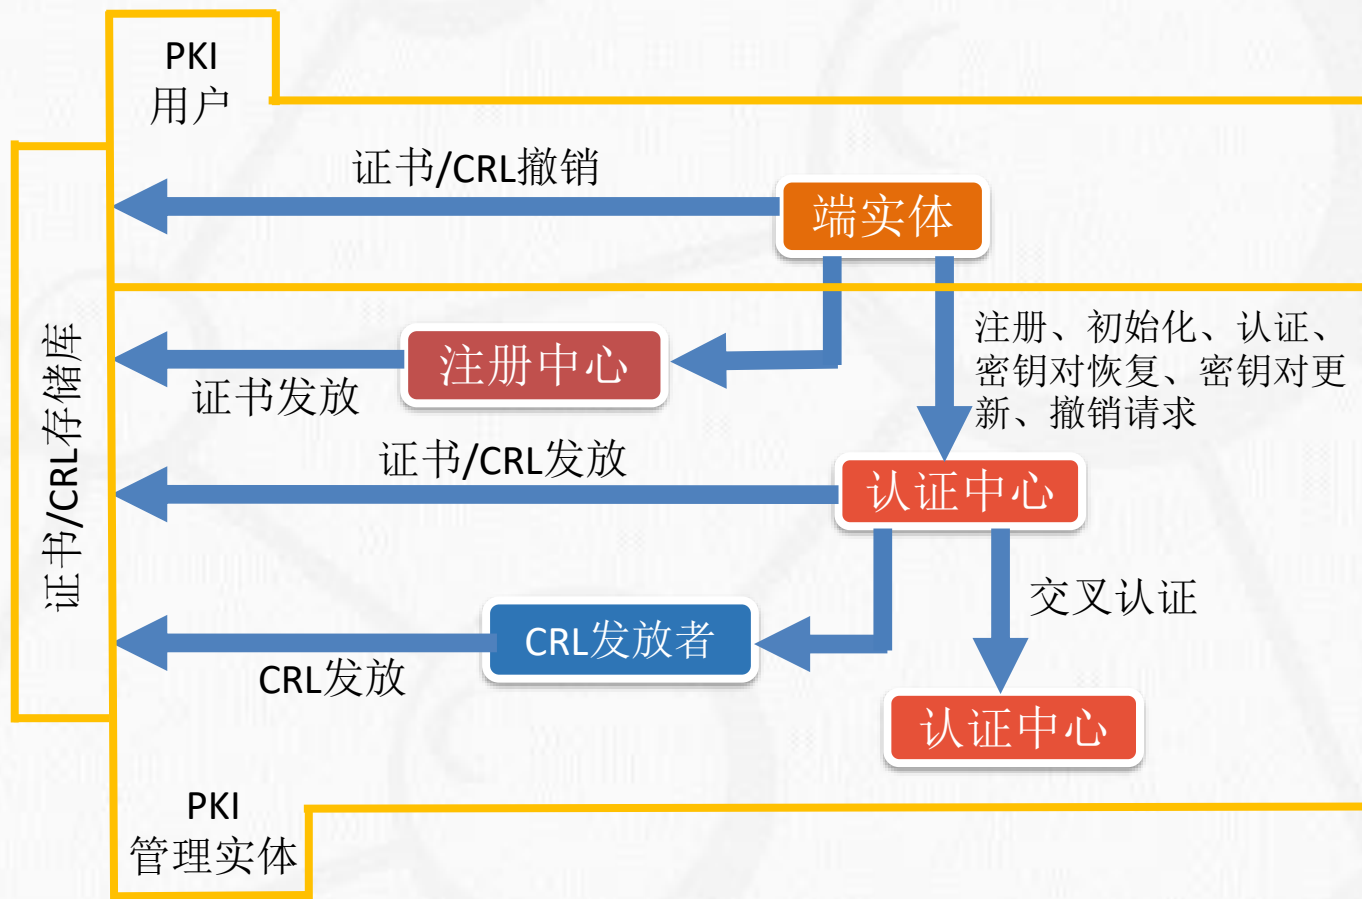 PKI
用户
证书/CRL撤销
端实体
证书/CRL存储库
注册中心
注册、初始化、认证、
密钥对恢复、密钥对更
新、撤销请求
证书发放
证书/CRL发放
认证中心
交叉认证
CRL发放者
CRL发放
认证中心
PKI
管理实体